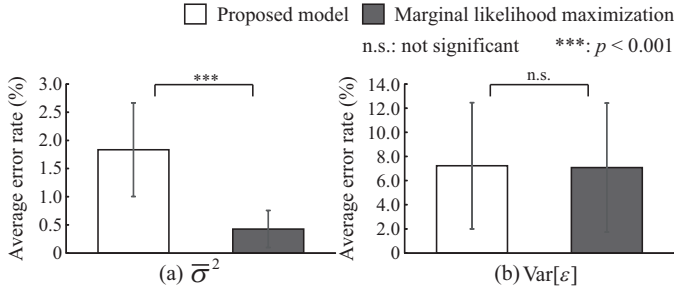 Proposed model Marginal likelihood maximization
n.s.: not significant ***: p < 0.001
Average error rate (%)
3.0
2.5
2.0
1.5
1.0
0.5
0
***
(a) σ̅²
Average error rate (%)
14.0
12.0
10.0
8.0
6.0
4.0
2.0
0
n.s.
(b) Var[ε]